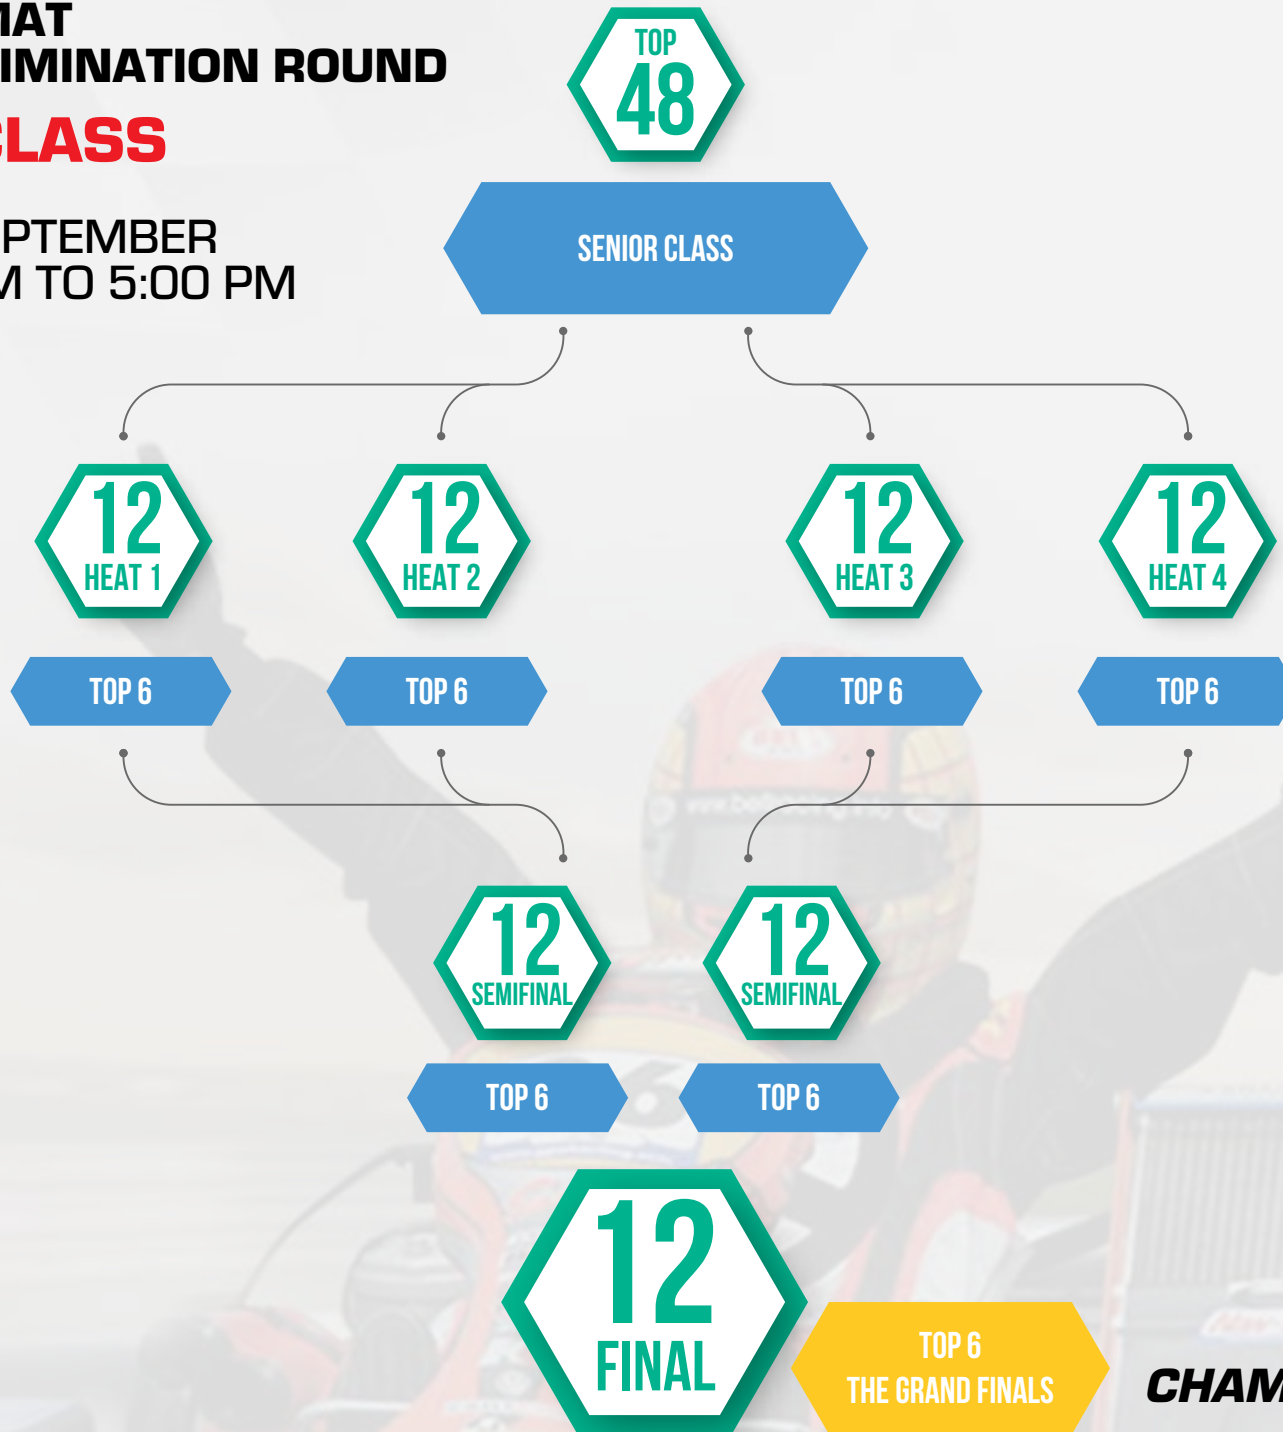 MAT
IMINATION ROUND
CLASS
PTEMBER
M TO 5:00 PM
TOP
48
SENIOR CLASS
12
HEAT 1
12
HEAT 2
12
HEAT 3
12
HEAT 4
TOP 6
TOP 6
TOP 6
TOP 6
12
SEMIFINAL
12
SEMIFINAL
TOP 6
TOP 6
12
FINAL
TOP 6
THE GRAND FINALS
CHAM